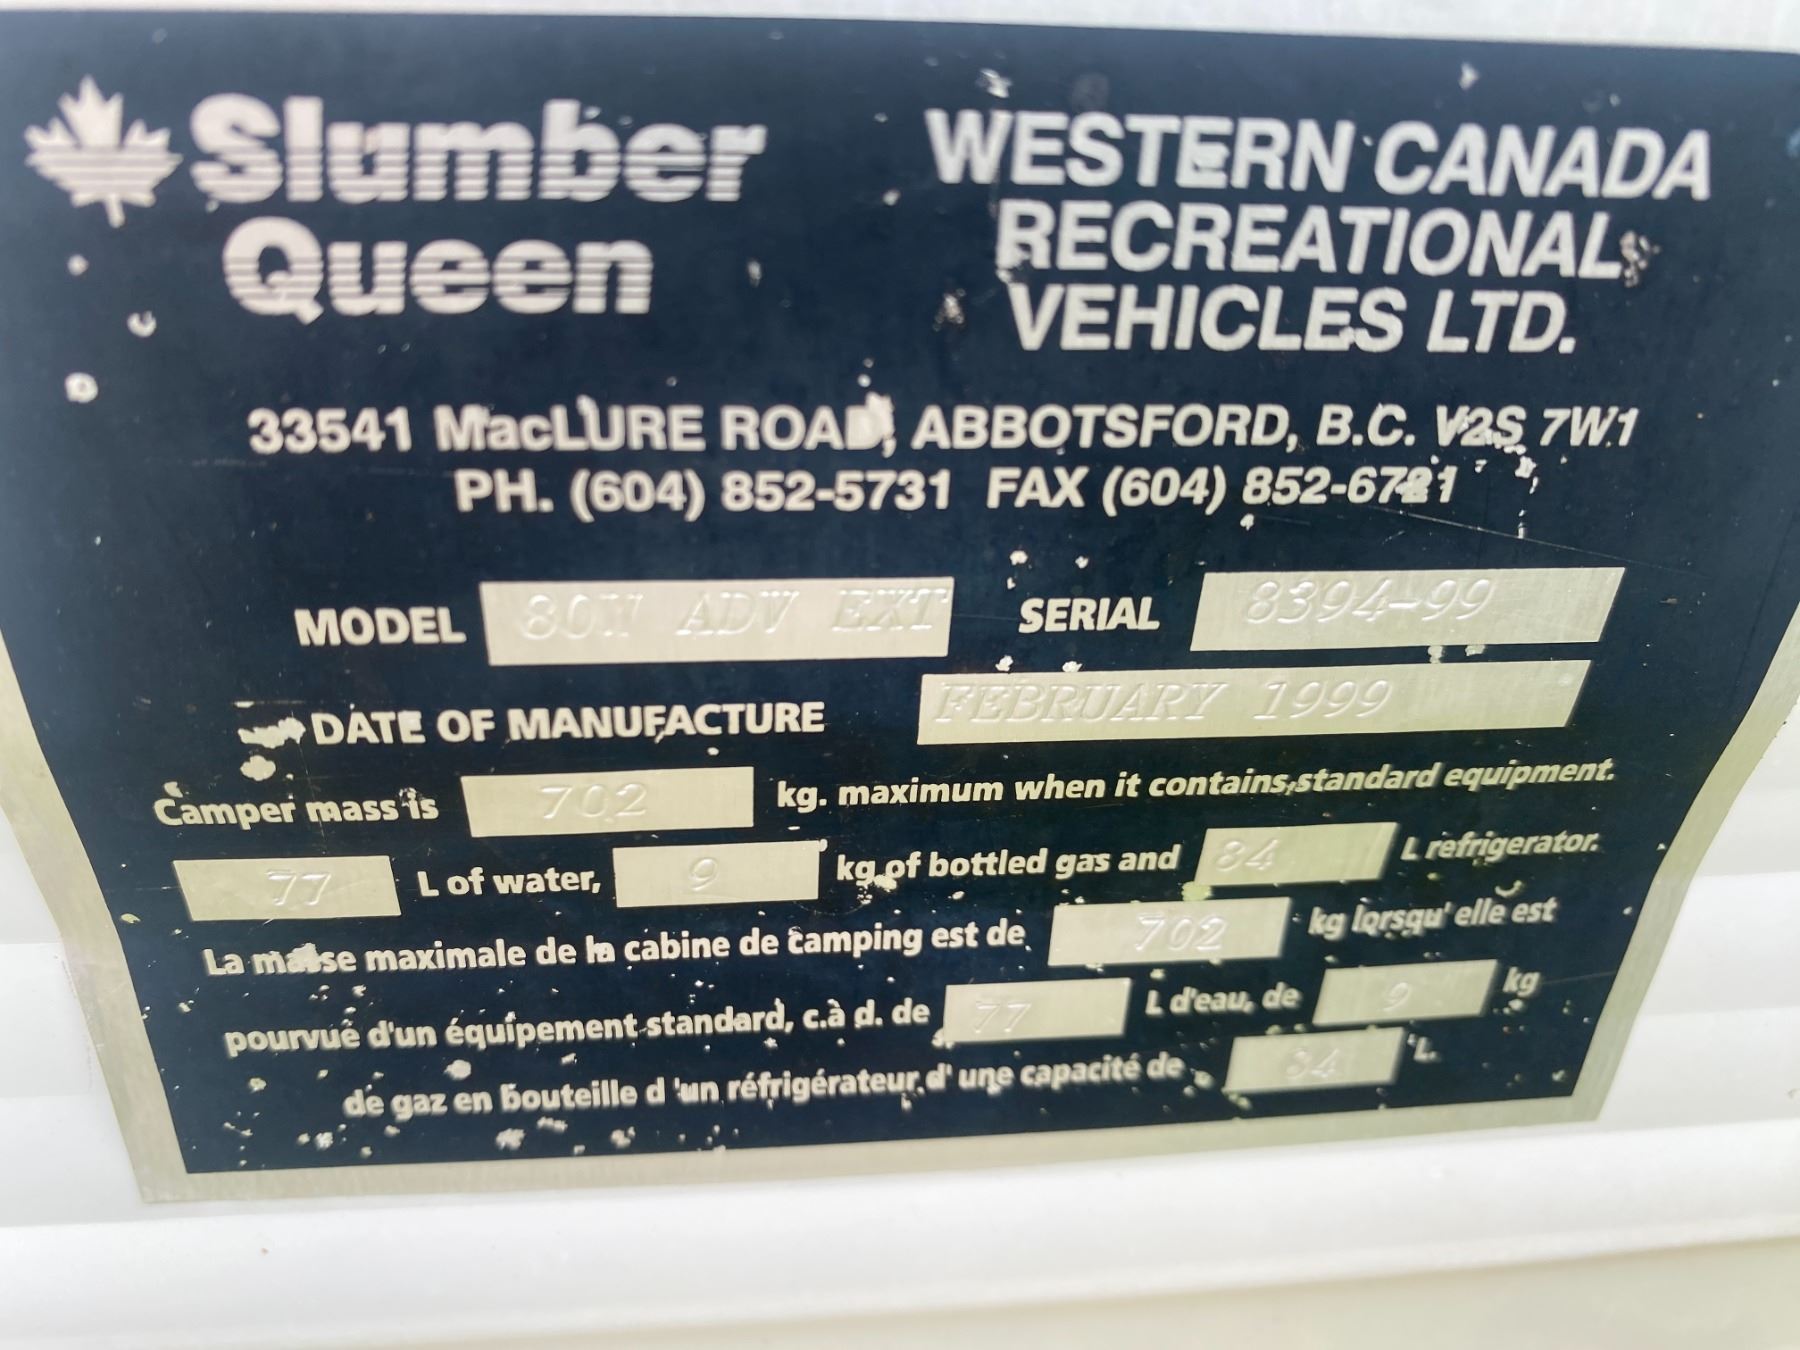 Slumber
Queen
WESTERN CANADA
RECREATIONAL
VEHICLES LTD.
33541 MacLURE ROAD, ABBOTSFORD, B.C. V2S 7W1
PH. (604) 852-5731 FAX (604) 852-6721
MODEL ADV EXT SERIAL 8394-99
DATE OF MANUFACTURE FEBRUARY 1999
Camper mass is 702 kg. maximum when it contains standard equipment.
77 L of water, 9 kg of bottled gas and 84 L refrigerator.
La masse maximale de la cabine de camping est de 702 kg lorsqu' elle est
pourvue d'un équipement standard, c.à d. de 77 L d'eau, de 9 kg
de gaz en bouteille d 'un réfrigérateur d' une capacité de 84 L.